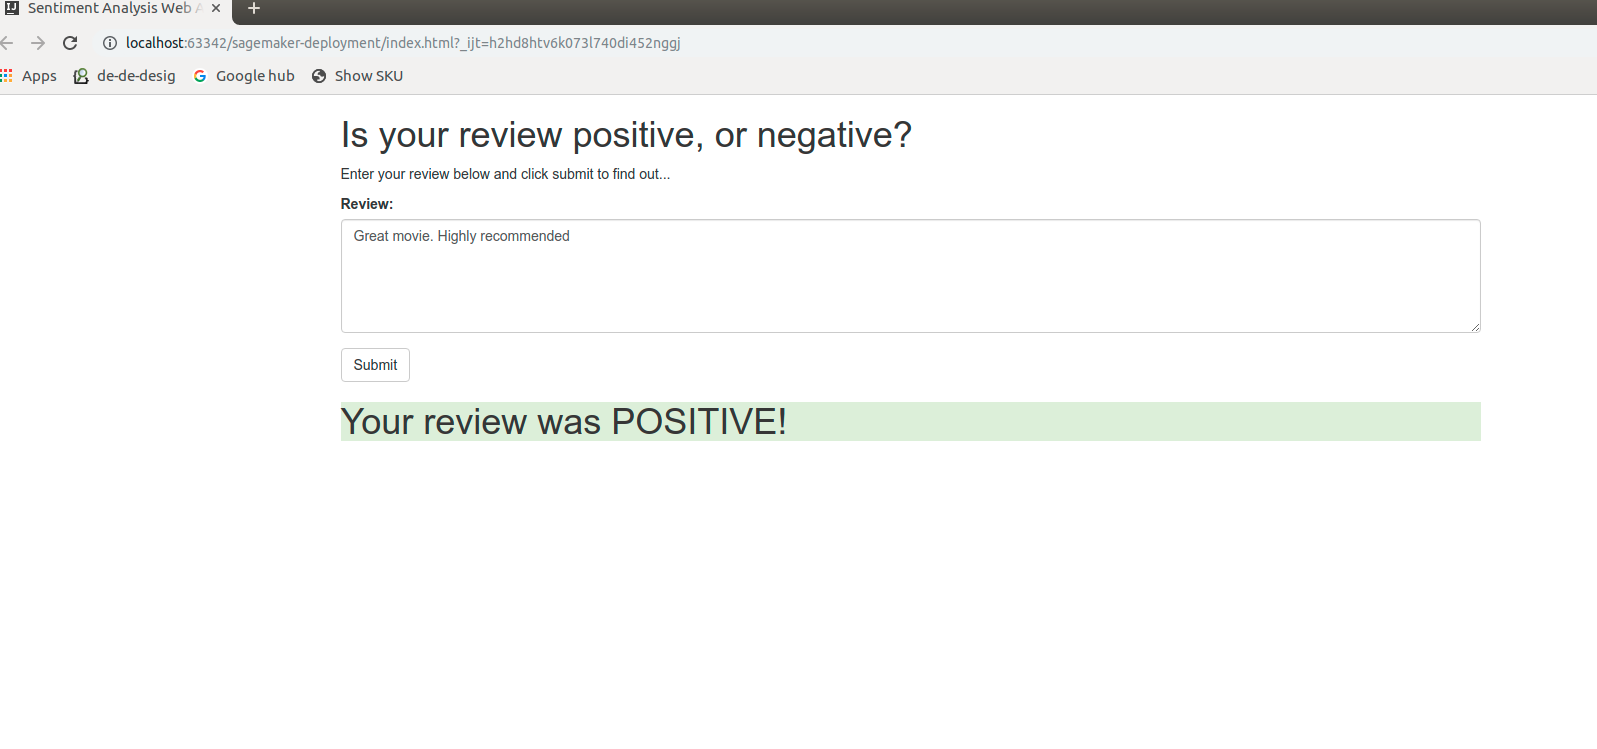 Sentiment Analysis Web A
localhost:63342/sagemaker-deployment/index.html?_ijt=h2hd8htv6k073l740di452nggj
Apps de-de-desig Google hub Show SKU
Is your review positive, or negative?
Enter your review below and click submit to find out...
Review:
Great movie. Highly recommended
Submit
Your review was POSITIVE!